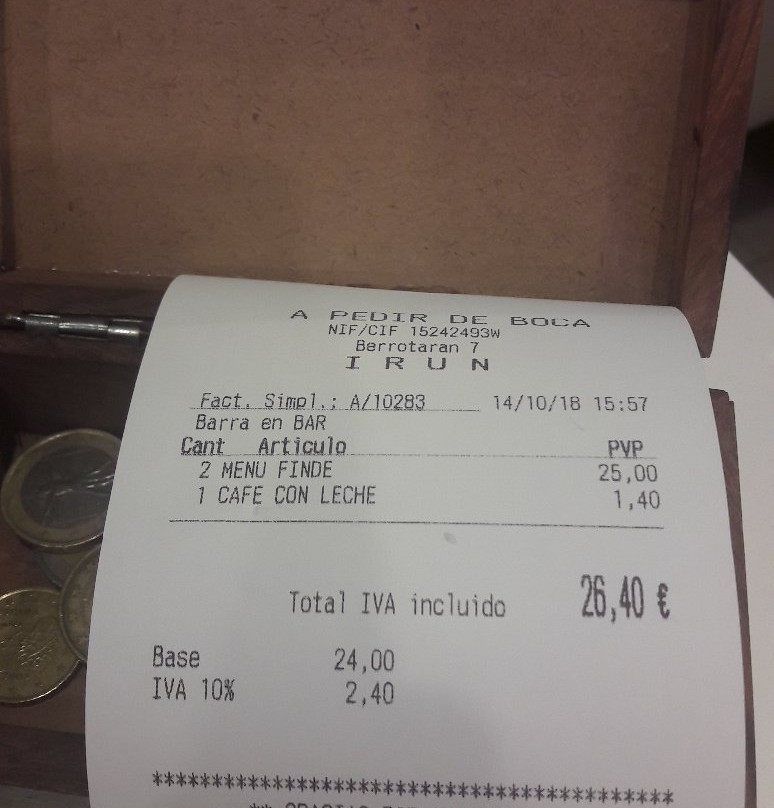 A PEDIR DE BOCA
NIF/CIF 15242493W
Berrotaran 7
I R U N
Fact. Simpl.: A/10283 14/10/18 15:57
Barra en BAR
Cant Articulo PVP
2 MENU FINDE 25,00
1 CAFE CON LECHE 1,40
Total IVA incluido 26,40 €
Base 24,00
IVA 10% 2,40
********************************************
** GRACIAS